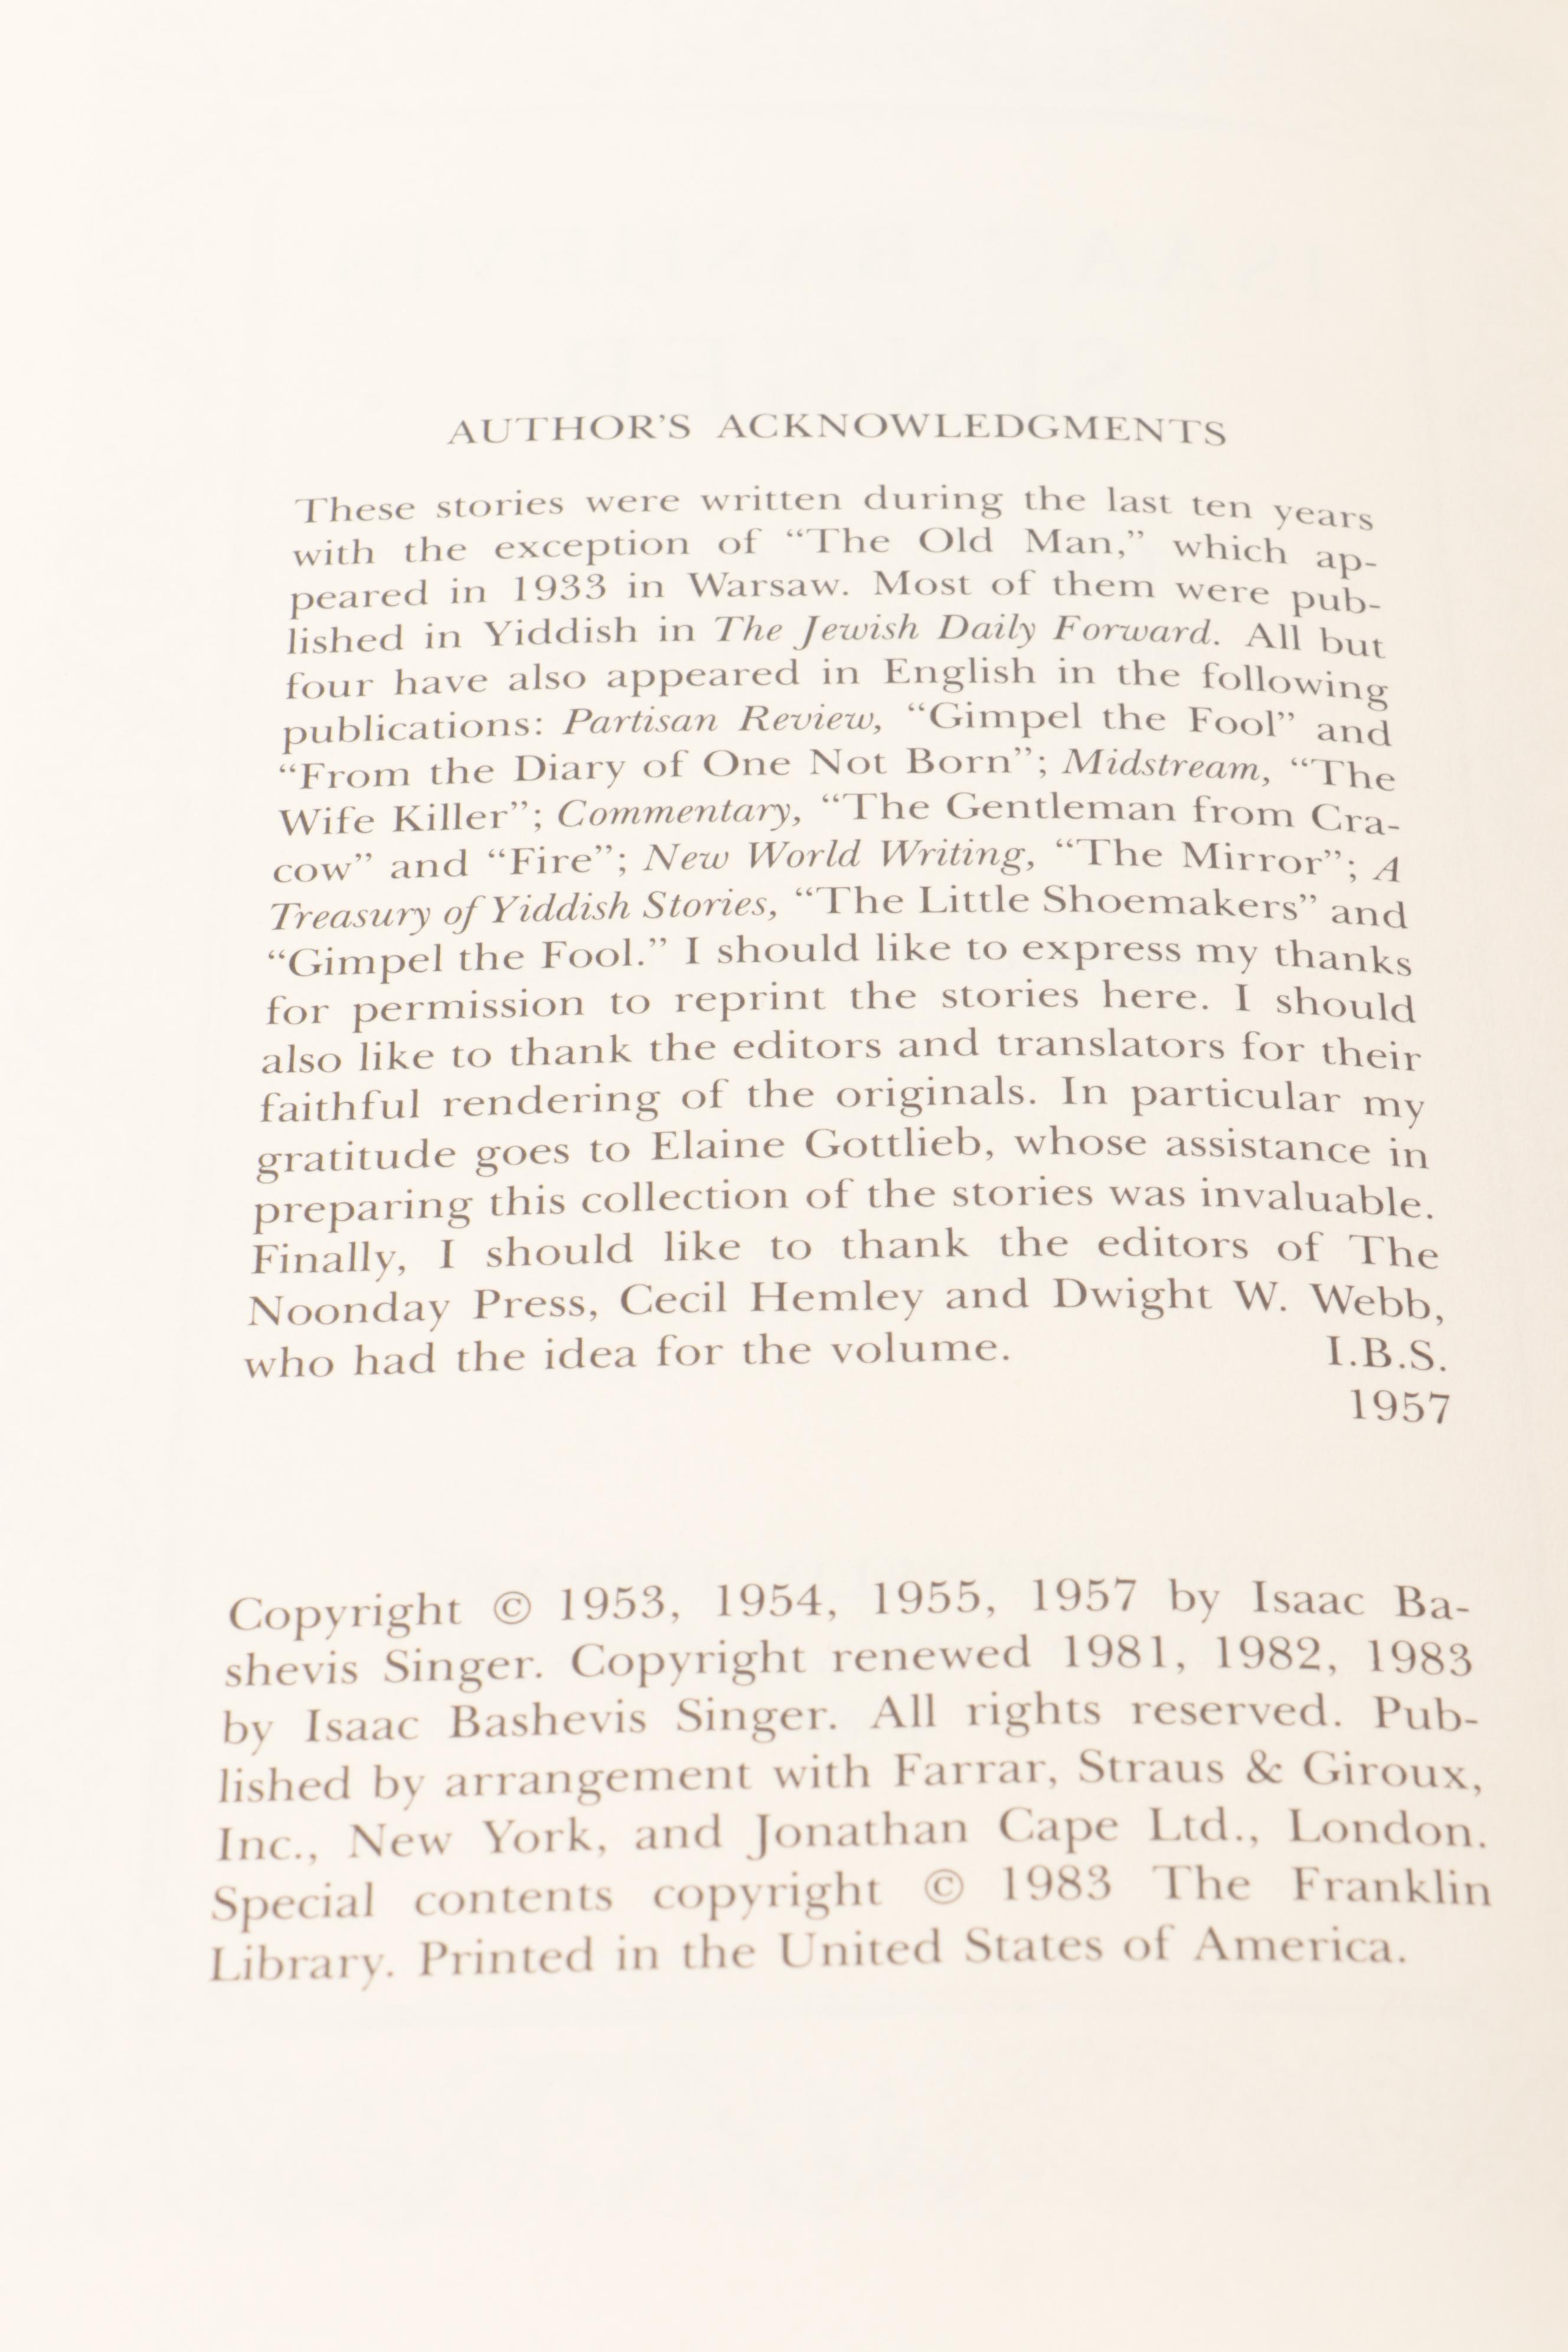 AUTHOR’S ACKNOWLEDGMENTS
These stories were written during the last ten years
with the exception of “The Old Man,” which ap-
peared in 1933 in Warsaw. Most of them were pub-
lished in Yiddish in The Jewish Daily Forward. All but
four have also appeared in English in the following
publications: Partisan Review, “Gimpel the Fool” and
“From the Diary of One Not Born”; Midstream, “The
Wife Killer”; Commentary, “The Gentleman from Cra-
cow” and “Fire”; New World Writing, “The Mirror”; A
Treasury of Yiddish Stories, “The Little Shoemakers” and
“Gimpel the Fool.” I should like to express my thanks
for permission to reprint the stories here. I should
also like to thank the editors and translators for their
faithful rendering of the originals. In particular my
gratitude goes to Elaine Gottlieb, whose assistance in
preparing this collection of the stories was invaluable.
Finally, I should like to thank the editors of The
Noonday Press, Cecil Hemley and Dwight W. Webb,
who had the idea for the volume. I.B.S.
1957
Copyright © 1953, 1954, 1955, 1957 by Isaac Ba-
shevis Singer. Copyright renewed 1981, 1982, 1983
by Isaac Bashevis Singer. All rights reserved. Pub-
lished by arrangement with Farrar, Straus & Giroux,
Inc., New York, and Jonathan Cape Ltd., London.
Special contents copyright © 1983 The Franklin
Library. Printed in the United States of America.